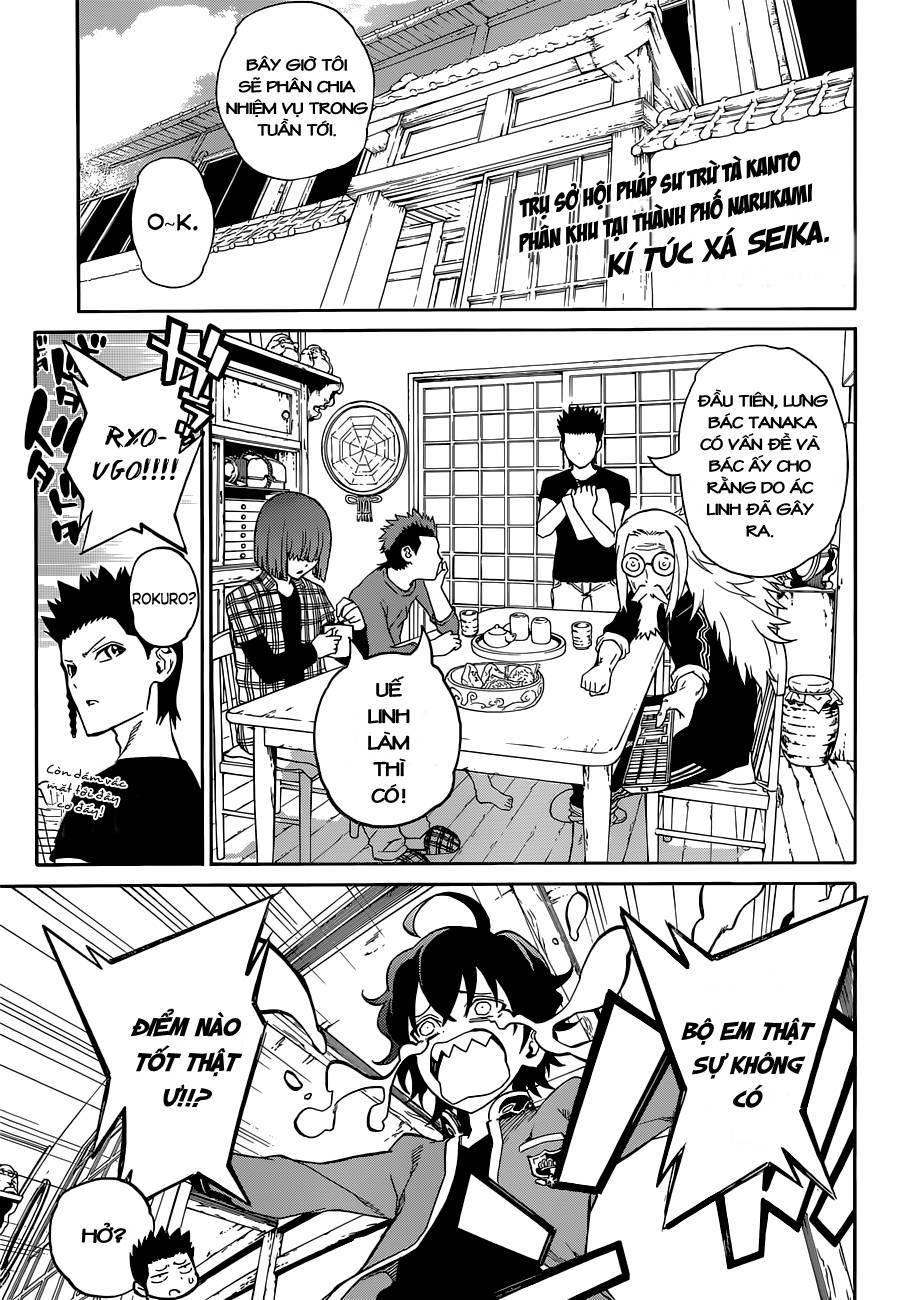 BÂY GIỜ TÔI
SẼ PHÂN CHIA
NHIỆM VỤ TRONG
TUẦN TỚI.
O~K.
TRỤ SỞ HỘI PHÁP SƯ TRỪ TÀ KANTO
PHÂN KHU TẠI THÀNH PHỐ NARUKAMI
KÍ TÚC XÁ SEIKA.
ĐẦU TIÊN, LƯNG
BÁC TANAKA
CÓ VẤN ĐỀ VÀ
BÁC ẤY CHO
RẰNG DO ÁC
LINH ĐÃ GÂY
RA.
UẾ
LINH
LÀM
THÌ
CÓ!
RYO-
UGO!!!!
ROKURO?
Còn dám vác
mặt tới đây
cơ đấy!
BỘ EM THẬT
SỰ KHÔNG
CÓ
ĐIỂM NÀO
TỐT THẬT
Ư!!?
HỞ?